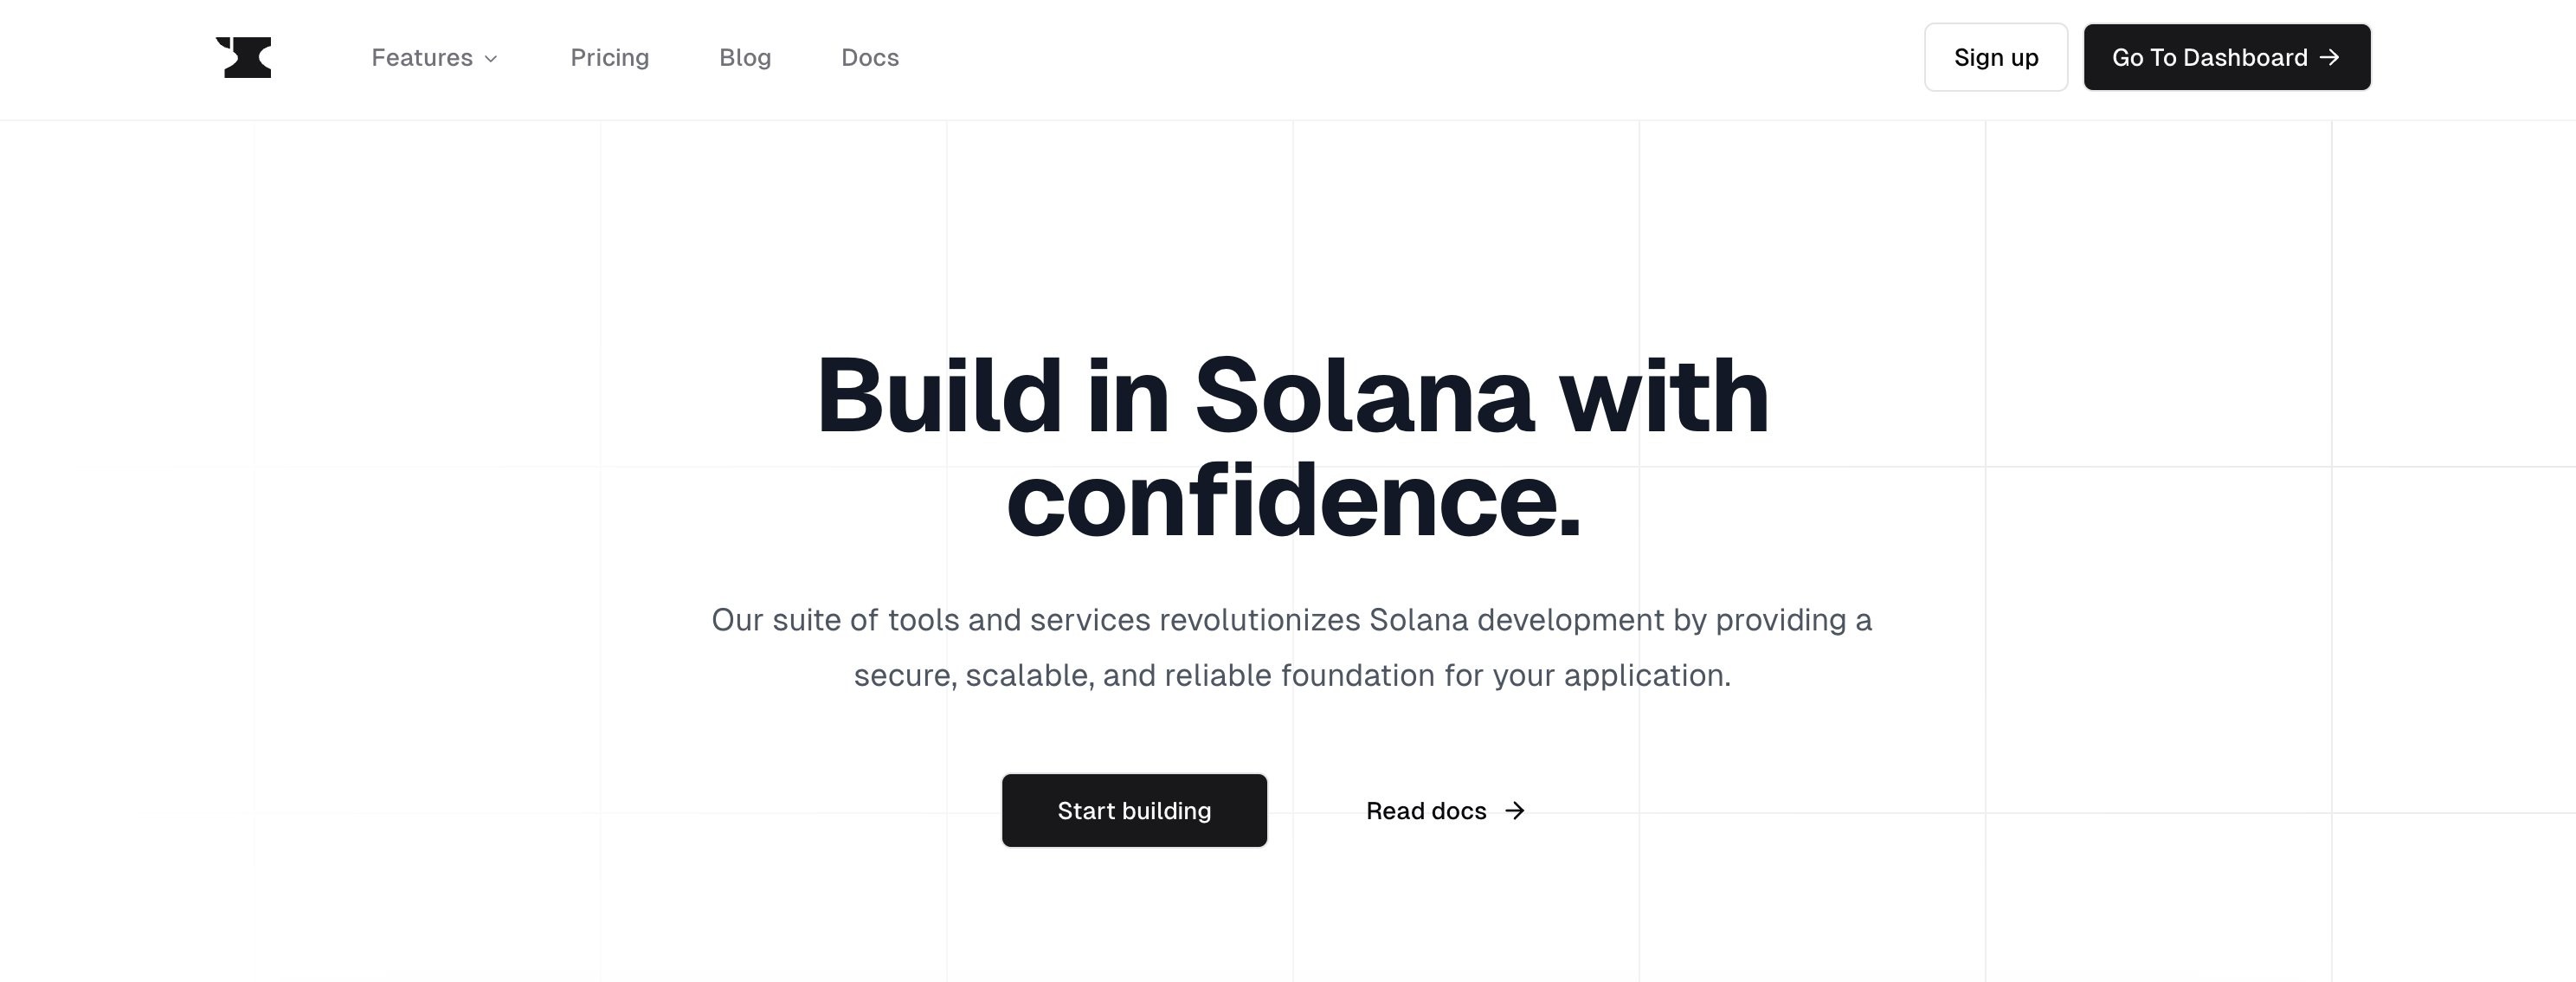 Features
Pricing
Blog
Docs
Sign up
Go To Dashboard →
Build in Solana with
confidence.
Our suite of tools and services revolutionizes Solana development by providing a
secure, scalable, and reliable foundation for your application.
Start building
Read docs →